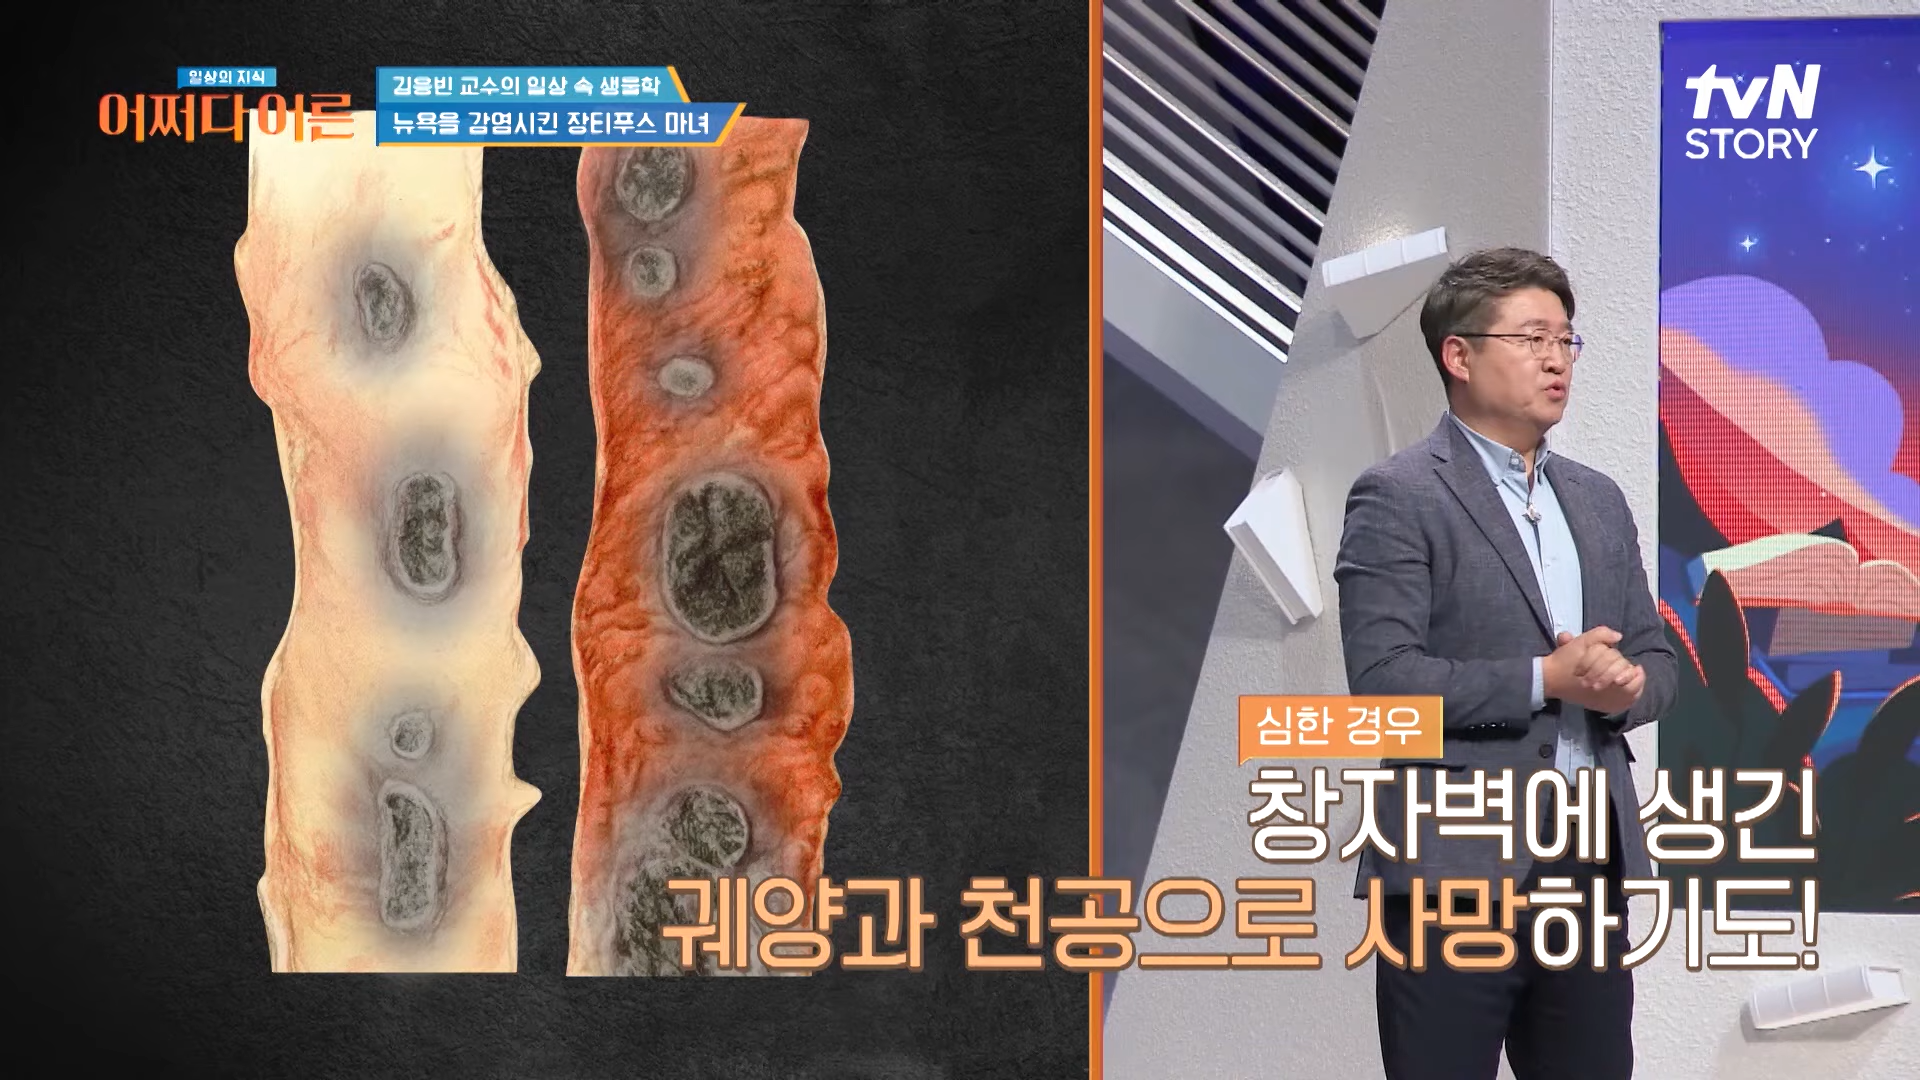 일상의 지식
어쩌다 어른
김응빈 교수의 일상 속 생물학
뉴욕을 감염시킨 장티푸스 마녀
tvN
STORY
심한 경우
창자벽에 생긴
궤양과 천공으로 사망하기도!